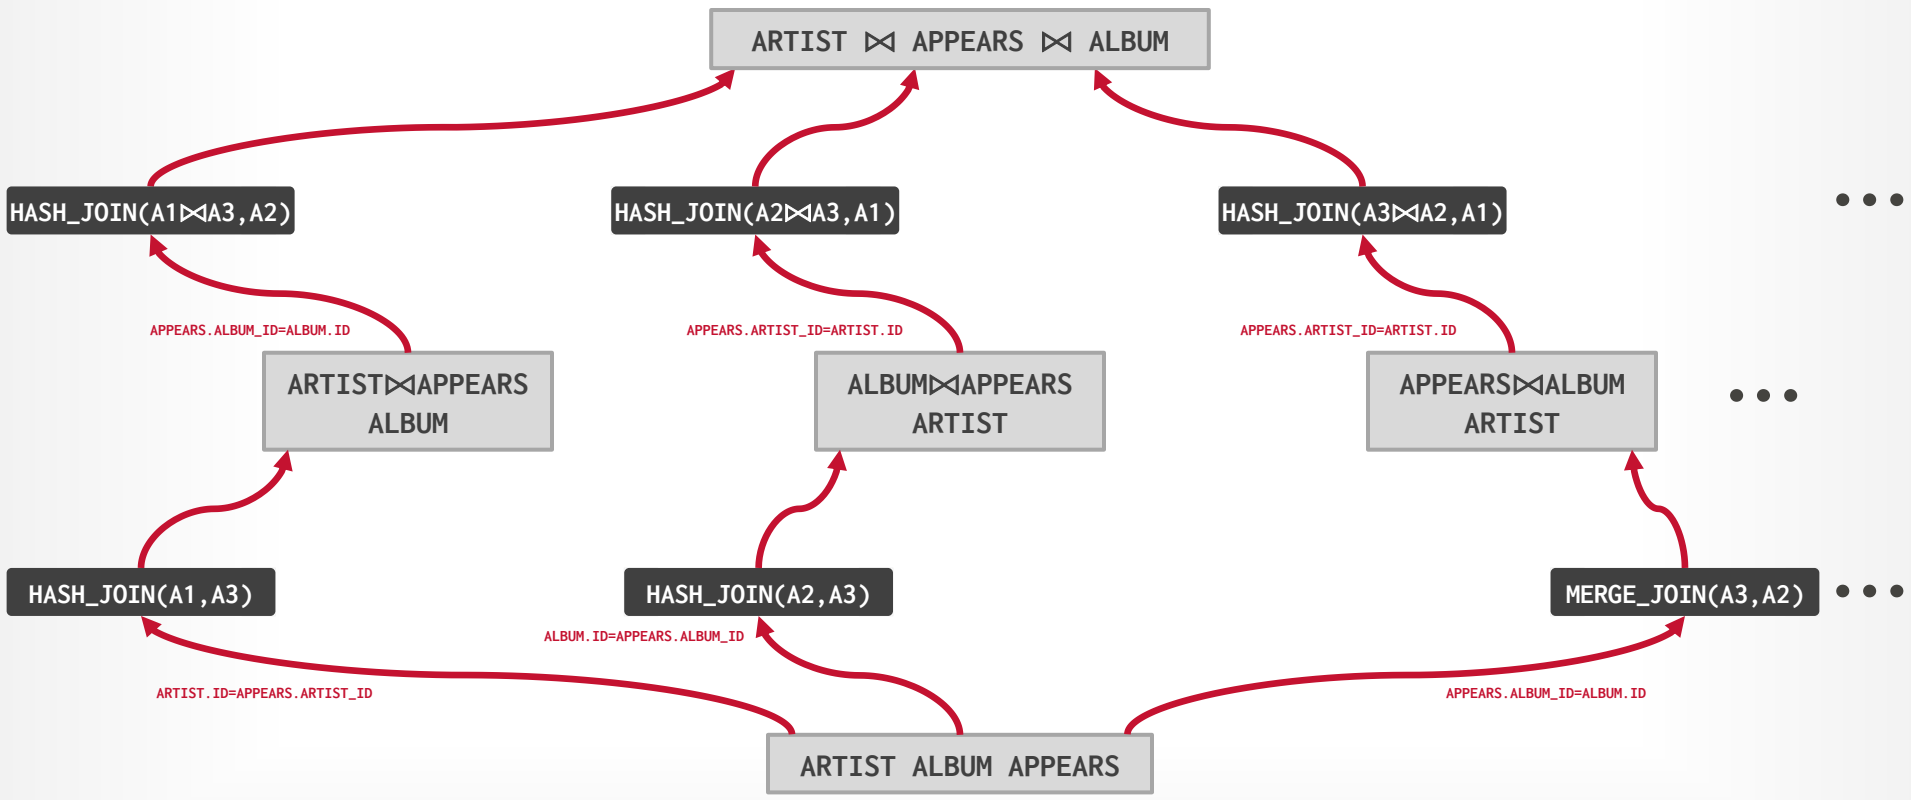 ARTIST ⋈ APPEARS ⋈ ALBUM
HASH_JOIN(A1⋈A3,A2)
HASH_JOIN(A2⋈A3,A1)
HASH_JOIN(A3⋈A2,A1)
APPEARS.ALBUM_ID=ALBUM.ID
APPEARS.ARTIST_ID=ARTIST.ID
APPEARS.ARTIST_ID=ARTIST.ID
ARTIST⋈APPEARS
ALBUM
ALBUM⋈APPEARS
ARTIST
APPEARS⋈ALBUM
ARTIST
HASH_JOIN(A1,A3)
HASH_JOIN(A2,A3)
MERGE_JOIN(A3,A2)
ALBUM.ID=APPEARS.ALBUM_ID
ARTIST.ID=APPEARS.ARTIST_ID
APPEARS.ALBUM_ID=ALBUM.ID
ARTIST ALBUM APPEARS